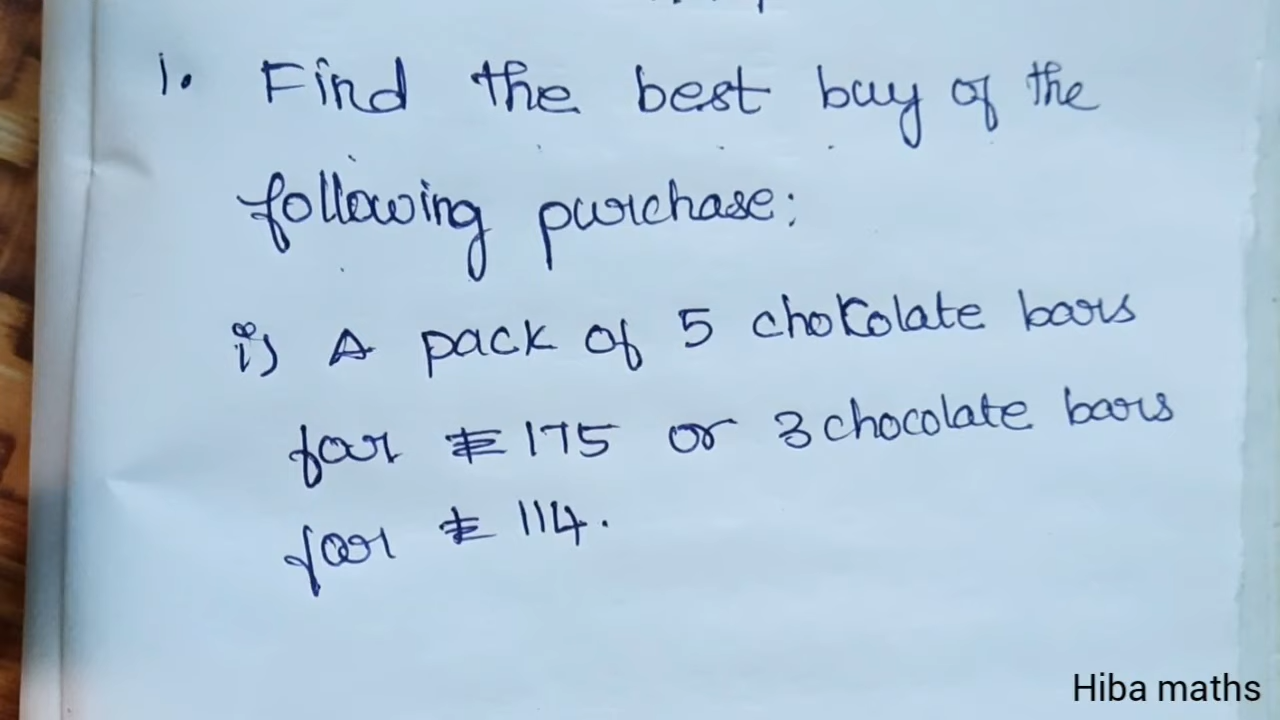 1. Find the best buy of the
following purchase:
i) A pack of 5 chokolate bars
for ₹ 175 or 3 chocolate bars
for ₹ 114.
Hiba maths